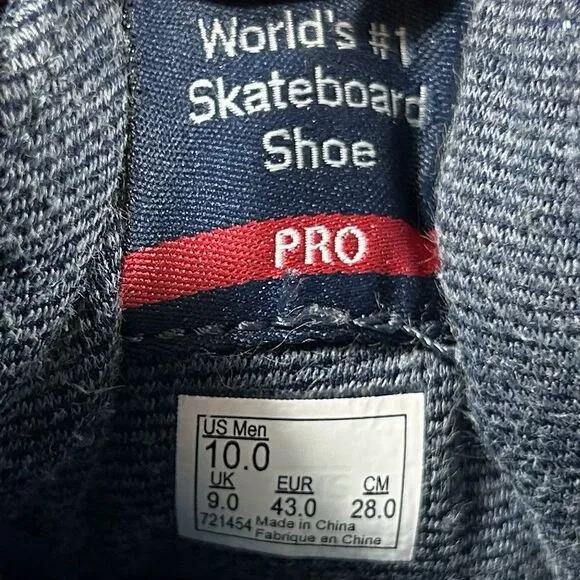 World's #1
Skateboard
Shoe
PRO
US Men
10.0
UK EUR CM
9.0 43.0 28.0
721454 Made in China
Fabrique en Chine